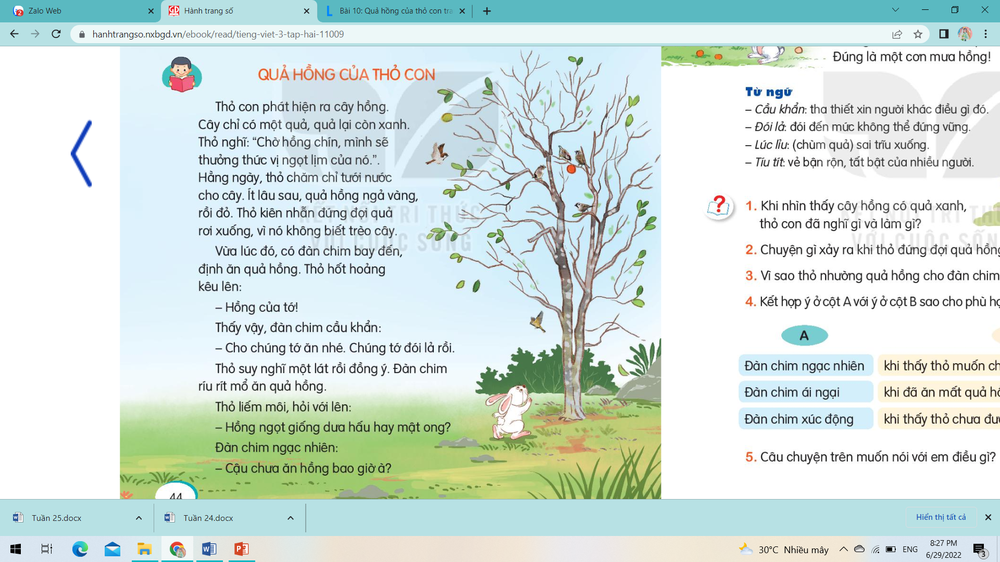 Zalo Web
Hành trang số
Bài 10: Quả hồng của thỏ con tra
hanhtrangso.nxbgd.vn/ebook/read/tieng-viet-3-tap-hai-11009
QUẢ HỒNG CỦA THỎ CON
Thỏ con phát hiện ra cây hồng.
Cây chỉ có một quả, quả lại còn xanh.
Thỏ nghĩ: “Chờ hồng chín, mình sẽ
thưởng thức vị ngọt lịm của nó.”.
Hằng ngày, thỏ chăm chỉ tưới nước
cho cây. Ít lâu sau, quả hồng ngả vàng,
rồi đỏ. Thỏ kiên nhẫn đứng đợi quả
rơi xuống, vì nó không biết trèo cây.
Vừa lúc đó, có đàn chim bay đến,
định ăn quả hồng. Thỏ hốt hoảng
kêu lên:
– Hồng của tớ!
Thấy vậy, đàn chim cầu khẩn:
– Cho chúng tớ ăn nhé. Chúng tớ đói lả rồi.
Thỏ suy nghĩ một lát rồi đồng ý. Đàn chim
ríu rít mổ ăn quả hồng.
Thỏ liếm môi, hỏi với lên:
– Hồng ngọt giống dưa hấu hay mật ong?
Đàn chim ngạc nhiên:
– Cậu chưa ăn hồng bao giờ à?
44
KẾT NỐI TRI THỨC
VỚI CUỘC SỐNG
Đúng là một cơn mưa hồng!
Từ ngữ
– Cầu khẩn: tha thiết xin người khác điều gì đó.
– Đói lả: đói đến mức không thể đứng vững.
– Lúc lỉu: (chùm quả) sai trĩu xuống.
– Tíu tít: vẻ bận rộn, tất bật của nhiều người.
1. Khi nhìn thấy cây hồng có quả xanh,
thỏ con đã nghĩ gì và làm gì?
2. Chuyện gì xảy ra khi thỏ đứng đợi quả hồng
3. Vì sao thỏ nhường quả hồng cho đàn chim
4. Kết hợp ý ở cột A với ý ở cột B sao cho phù hợ
A
Đàn chim ngạc nhiên khi thấy thỏ muốn ch
Đàn chim ái ngại khi đã ăn mất quả hồ
Đàn chim xúc động khi thấy thỏ chưa đư
5. Câu chuyện trên muốn nói với em điều gì?
KẾT NỐI TRI THỨ
VỚI CUỘC SỐNG
Tuần 25.docx
Tuần 24.docx
Hiển thị tất cả
30°C Nhiều mây
ENG
8:27 PM
6/29/2022
3